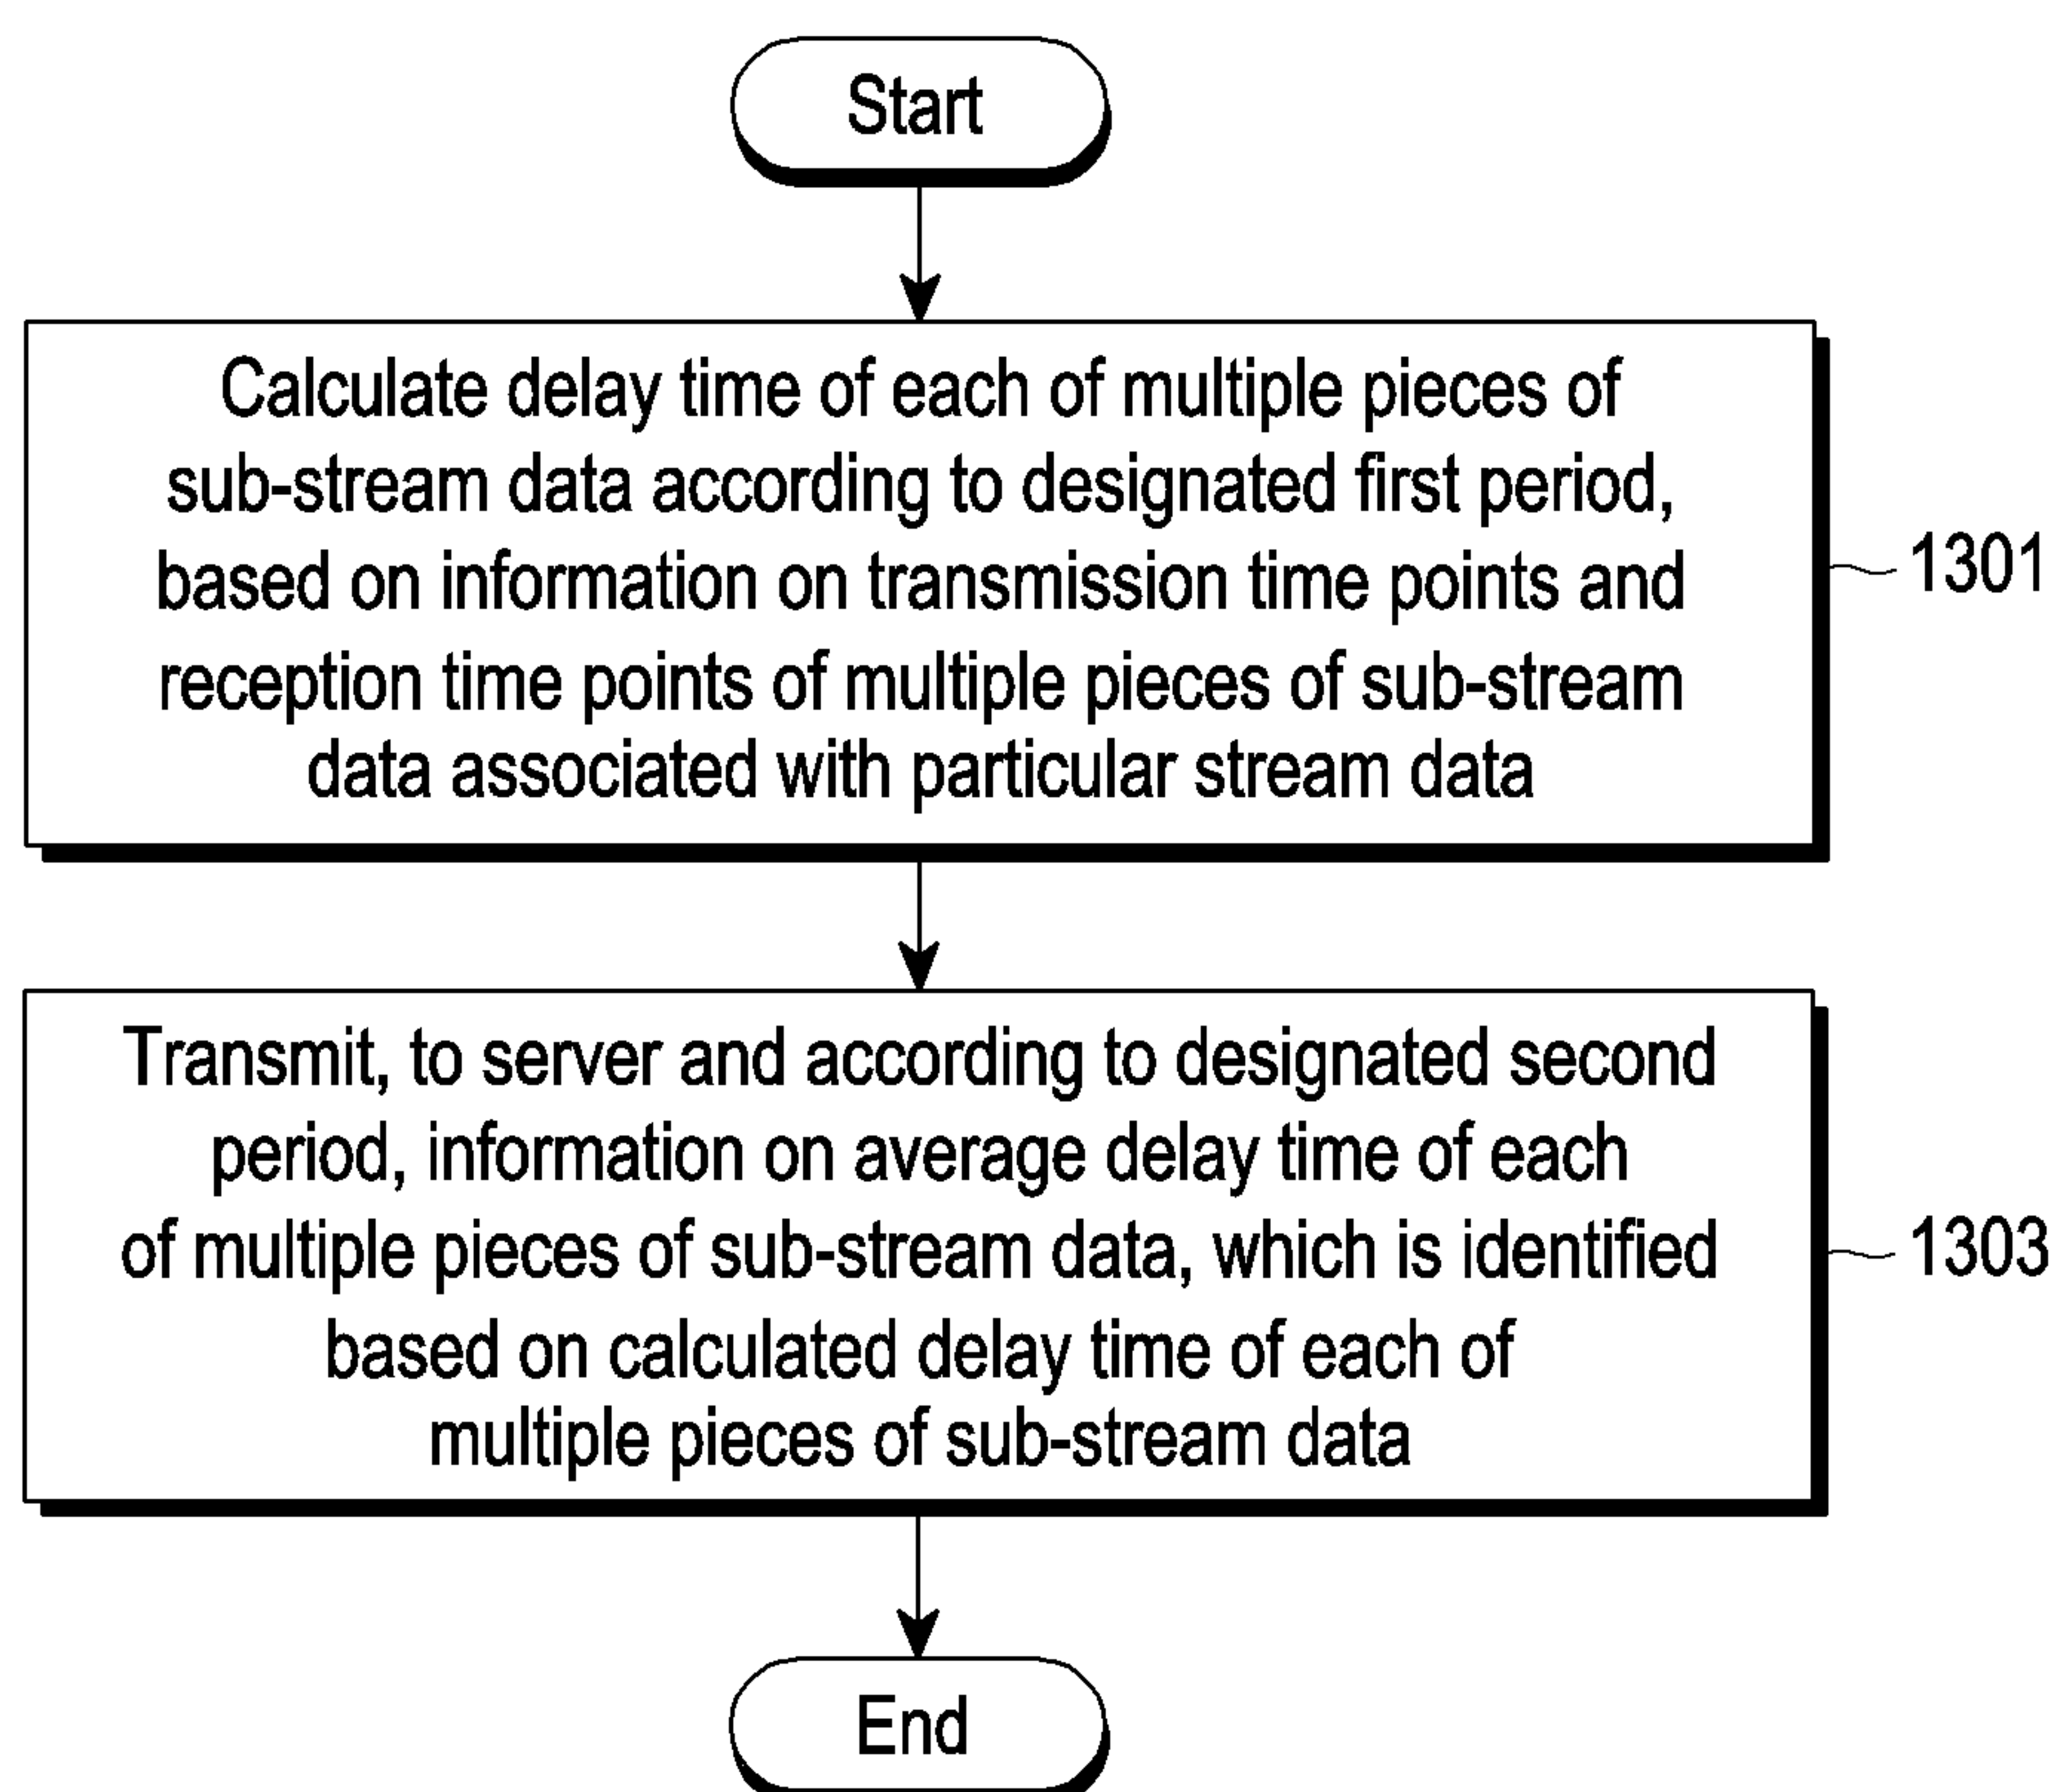 Start
Calculate delay time of each of multiple pieces of
sub-stream data according to designated first period,
based on information on transmission time points and
reception time points of multiple pieces of sub-stream
data associated with particular stream data
1301
Transmit, to server and according to designated second
period, information on average delay time of each
of multiple pieces of sub-stream data, which is identified
based on calculated delay time of each of
multiple pieces of sub-stream data
1303
End